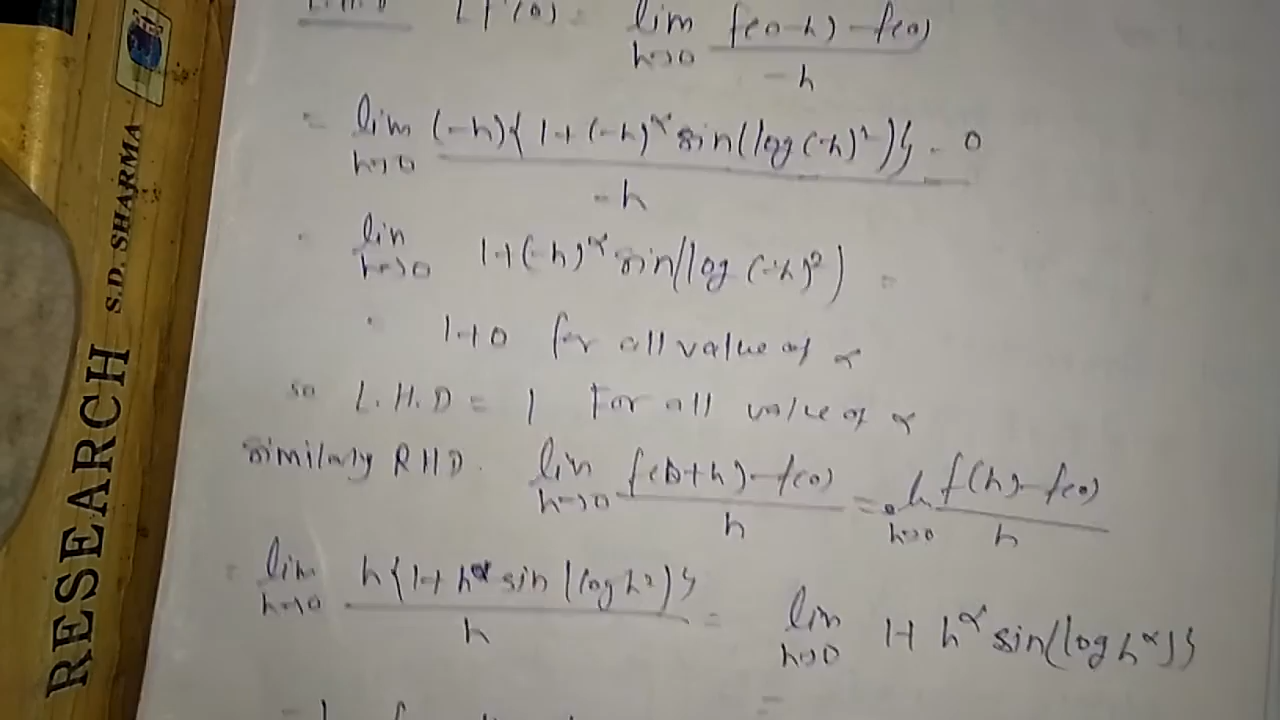 L.H.D Lf'(0) = lim h→0 f(0-h) - f(0) / -h
= lim h→0 (-h){1+(-h)^α sin(log(-h)²)} - 0 / -h
= lim h→0 1+(-h)^α sin(log(-h)²) =
= 1+0 for all value of α
so L.H.D = 1 For all value of α
similarly RHD. lim h→0 f(0+h) - f(0) / h = h→0 f(h) - f(0) / h
= lim h→0 h{1+h^α sin(log h²)} / h = lim h→0 1+h^α sin(log h^α)}
RESEARCH S.D. SHARMA